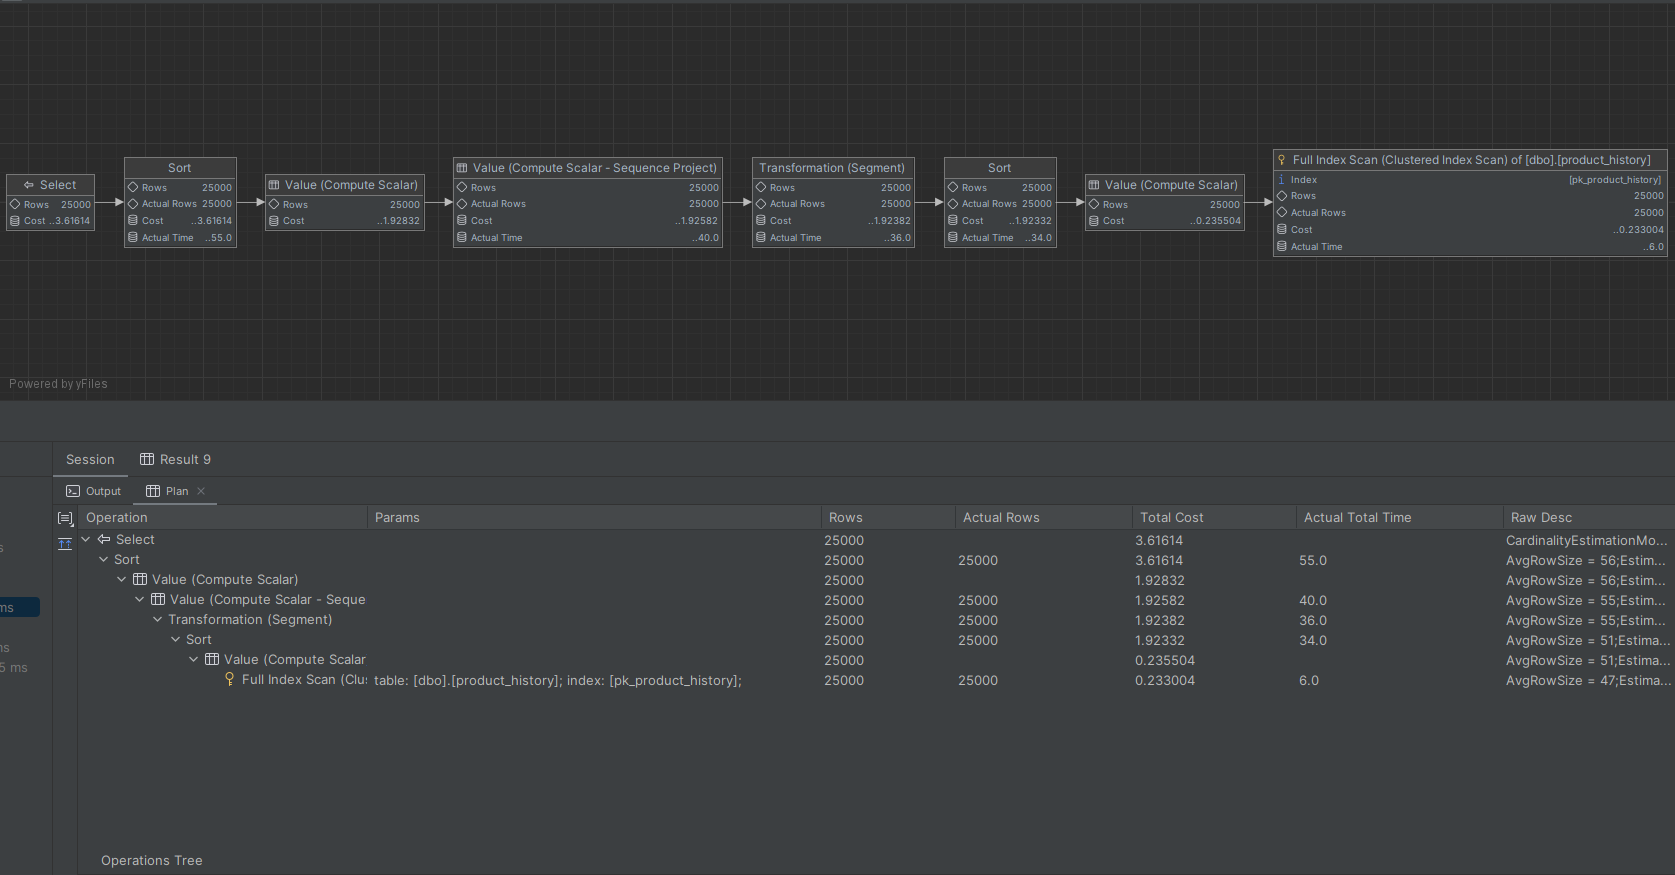 Select
Rows 25000
Cost ..3.61614
Sort
Rows 25000
Actual Rows 25000
Cost ..3.61614
Actual Time ..55.0
Value (Compute Scalar)
Rows 25000
Cost ..1.92832
Value (Compute Scalar - Sequence Project)
Rows 25000
Actual Rows 25000
Cost ..1.92582
Actual Time ..40.0
Transformation (Segment)
Rows 25000
Actual Rows 25000
Cost ..1.92382
Actual Time ..36.0
Sort
Rows 25000
Actual Rows 25000
Cost ..1.92332
Actual Time ..34.0
Value (Compute Scalar)
Rows 25000
Cost ..0.235504
Full Index Scan (Clustered Index Scan) of [dbo].[product_history]
Index [pk_product_history]
Rows 25000
Actual Rows 25000
Cost ..0.233004
Actual Time ..6.0
Powered by yFiles
Session Result 9
Output Plan
Operation Params Rows Actual Rows Total Cost Actual Total Time Raw Desc
Select 25000 3.61614 CardinalityEstimationMo...
Sort 25000 25000 3.61614 55.0 AvgRowSize = 56;Estim...
Value (Compute Scalar) 25000 1.92832 AvgRowSize = 56;Estim...
Value (Compute Scalar - Seque 25000 25000 1.92582 40.0 AvgRowSize = 55;Estim...
Transformation (Segment) 25000 25000 1.92382 36.0 AvgRowSize = 55;Estim...
Sort 25000 25000 1.92332 34.0 AvgRowSize = 51;Estima...
Value (Compute Scalar 25000 0.235504 AvgRowSize = 51;Estima...
Full Index Scan (Clu: table: [dbo].[product_history]; index: [pk_product_history]; 25000 25000 0.233004 6.0 AvgRowSize = 47;Estima...
s
ms
ms
5 ms
Operations Tree